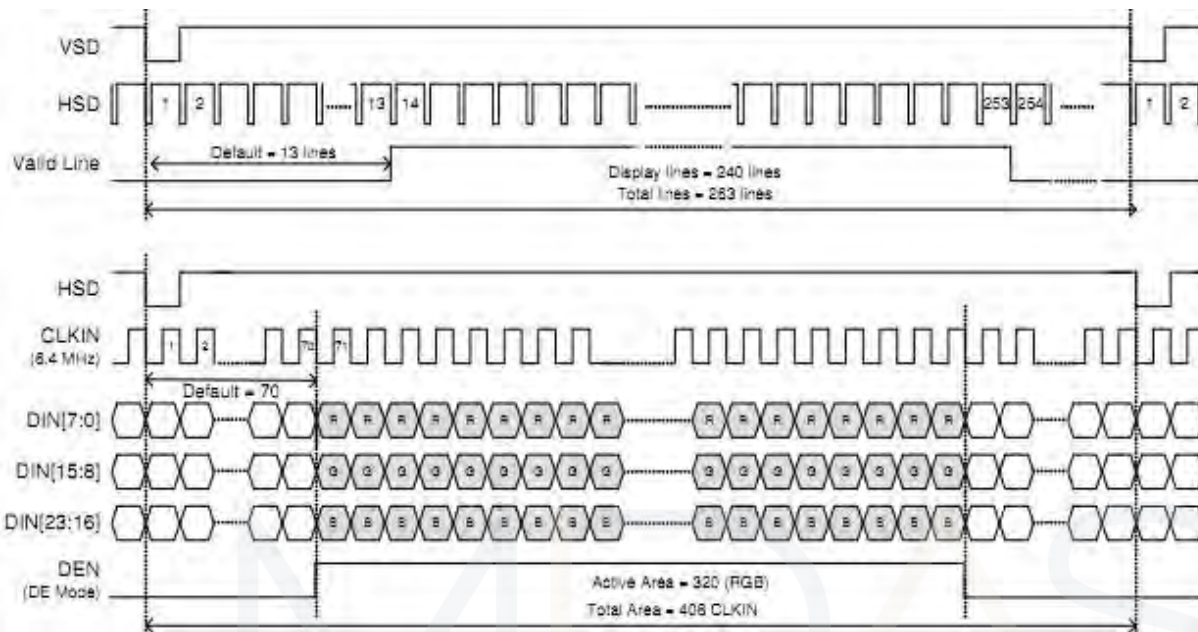 VSD
HSD 1 2 13 14 253 254 1 2
Valid Line Default = 13 lines
Display lines = 240 lines
Total lines = 263 lines
HSD
CLKIN 1 2 70 71
(6.4 MHz)
Default = 70
DIN[7:0] R R R R R R R R R R R R R R R
DIN[15:8] G G G G G G G G G G G G G G G
DIN[23:16] B B B B B B B B B B B B B B B
DEN
(DE Mode) Active Area = 320 (RGB)
Total Area = 408 CLKIN